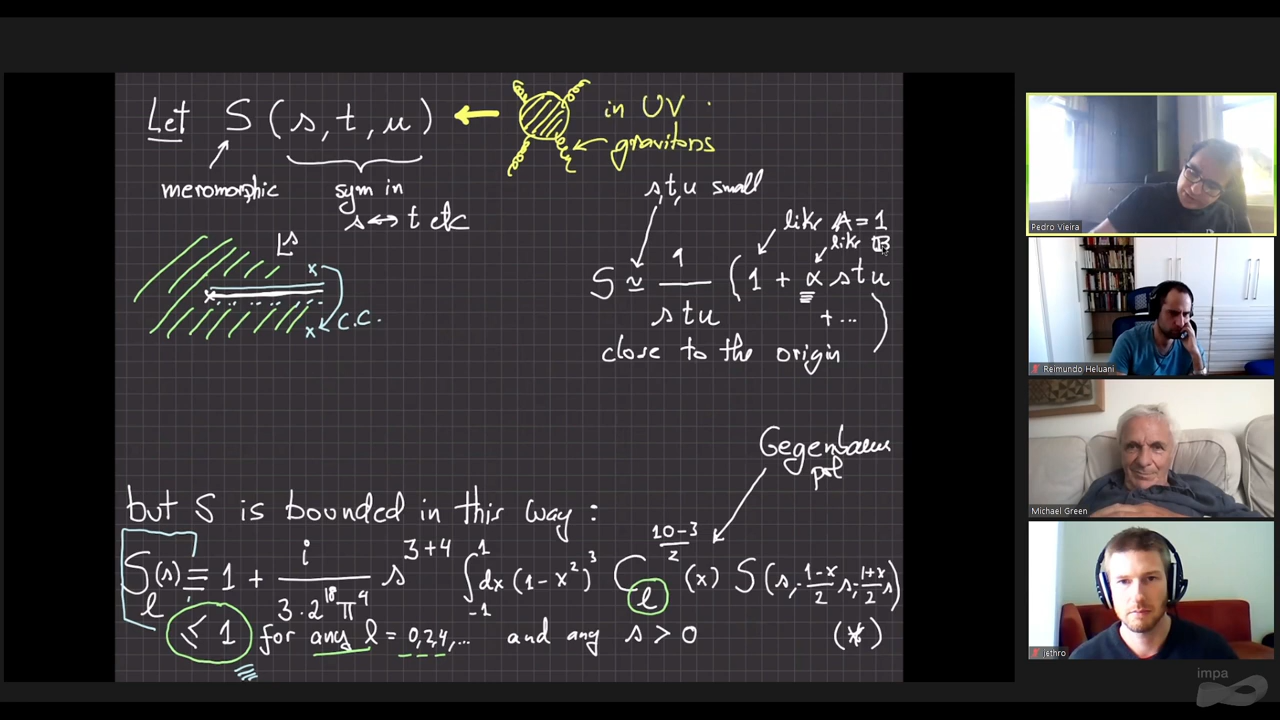 Let S(s,t,u) ← in UV
gravitons
meromorphic
sym in
s ↔ t etc
s
C.C.
s,t,u small
like A = 1
like B
S ≃ 1/stu (1 + α stu
+ ...)
close to the origin
Gegenbauer
pol
but S is bounded in this way:
S_l(s) ≡ 1 + i/(3·2^18 π^4) s^{3+4} ∫_{-1}^{1} dx (1-x²)³ C_l^{(10-3)/2}(x) S(s,-(1-x)/2 s,-(1+x)/2 s)
≤ 1 for any l = 0,2,4,... and any s > 0 (*)
Pedro Vieira
Reimundo Heluani
Michael Green
Jethro
impa